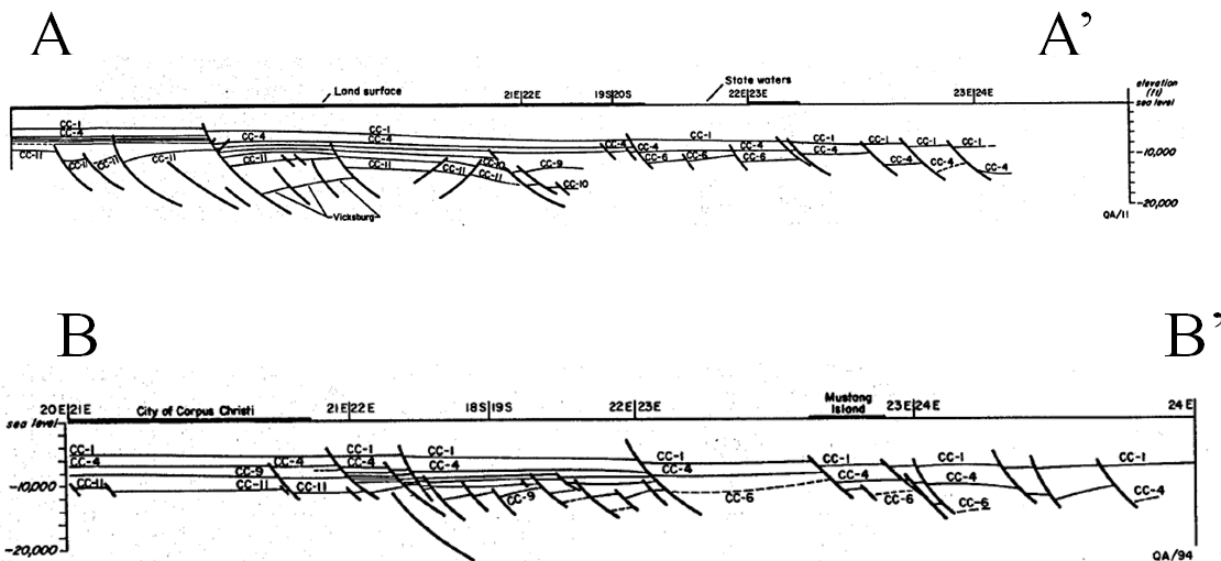 A A’
Land surface
State waters
21E|22E
19S|20S
22E|23E
23E|24E
elevation
(ft)
sea level
CC-1 CC-1 CC-1 CC-1 CC-1 CC-1 CC-1
CC-4 CC-4 CC-4 CC-4 CC-4 CC-4
CC-4 CC-4 CC-4 CC-4
-10,000
CC-11 CC-11 CC-11 CC-11 CC-11 CC-11 CC-11
CC-10 CC-9 CC-6 CC-6 CC-6
CC-10
Vicksburg
-20,000
QA/11
B B’
20E|21E City of Corpus Christi 21E|22E 18S|19S 22E|23E Mustang
Island
23E|24E 24E
sea level
CC-1 CC-1 CC-1 CC-1 CC-1 CC-1 CC-1
CC-4 CC-4 CC-4 CC-4 CC-4 CC-4 CC-4 CC-4
CC-9
-10,000
CC-11 CC-11 CC-11 CC-9 CC-6 CC-6 CC-6
-20,000
QA/94